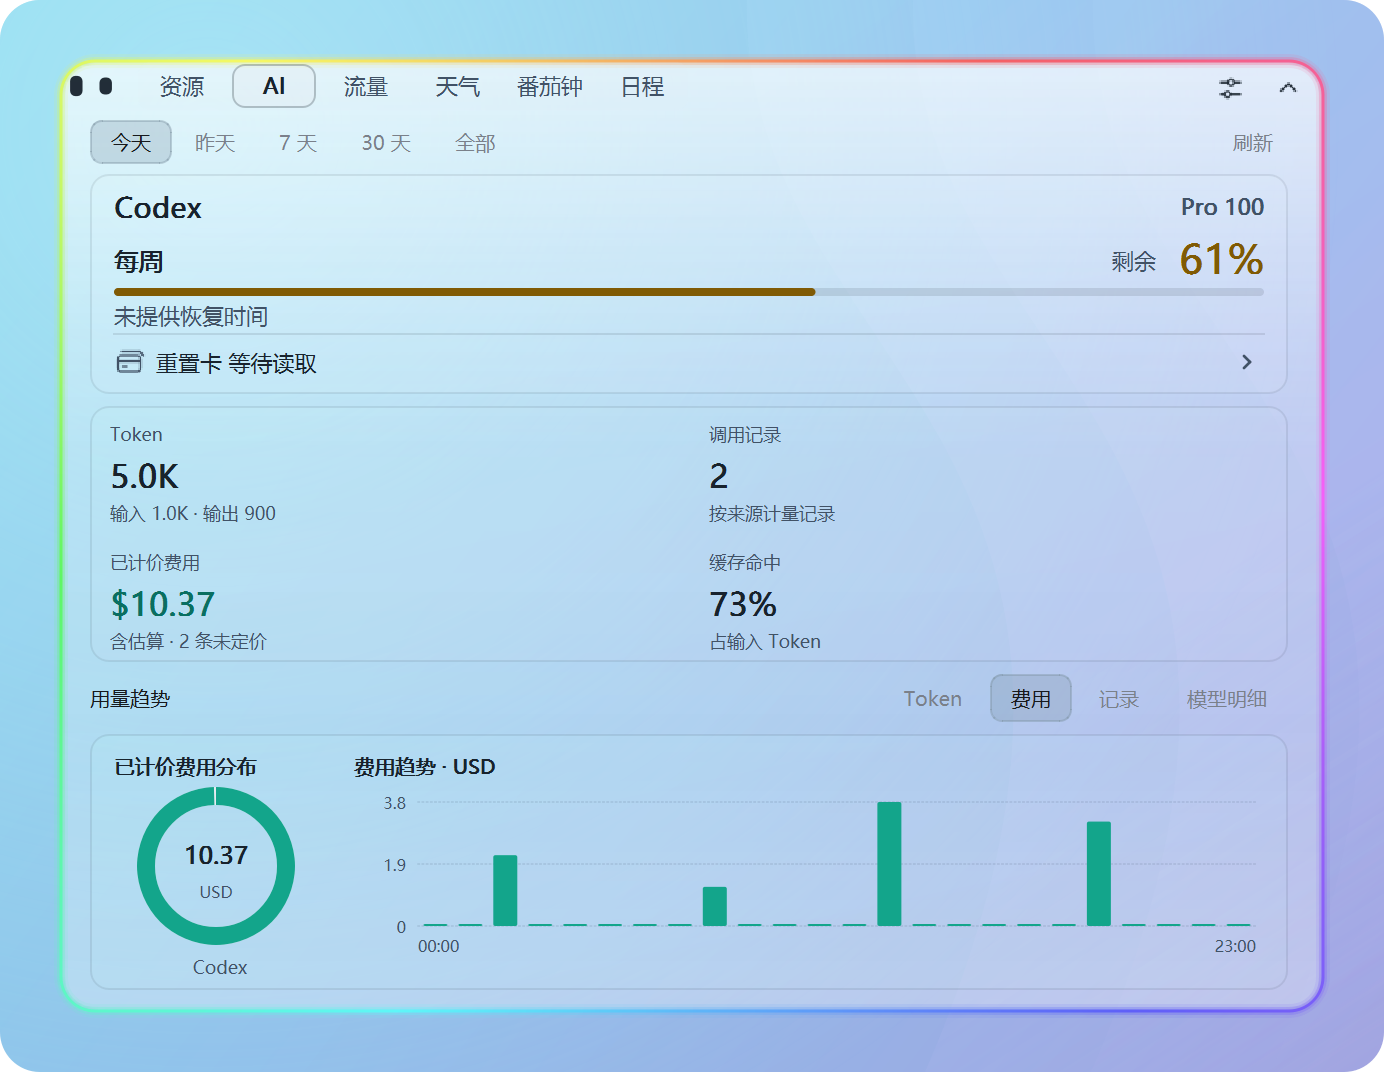 资源 AI 流量 天气 番茄钟 日程
今天 昨天 7 天 30 天 全部 刷新
Codex Pro 100
每周 剩余 61%
未提供恢复时间
重置卡 等待读取
Token 调用记录
5.0K 2
输入 1.0K · 输出 900 按来源计量记录
已计价费用 缓存命中
$10.37 73%
含估算 · 2 条未定价 占输入 Token
用量趋势 Token 费用 记录 模型明细
已计价费用分布 费用趋势 · USD
3.8
10.37
1.9
USD
0
00:00 23:00
Codex